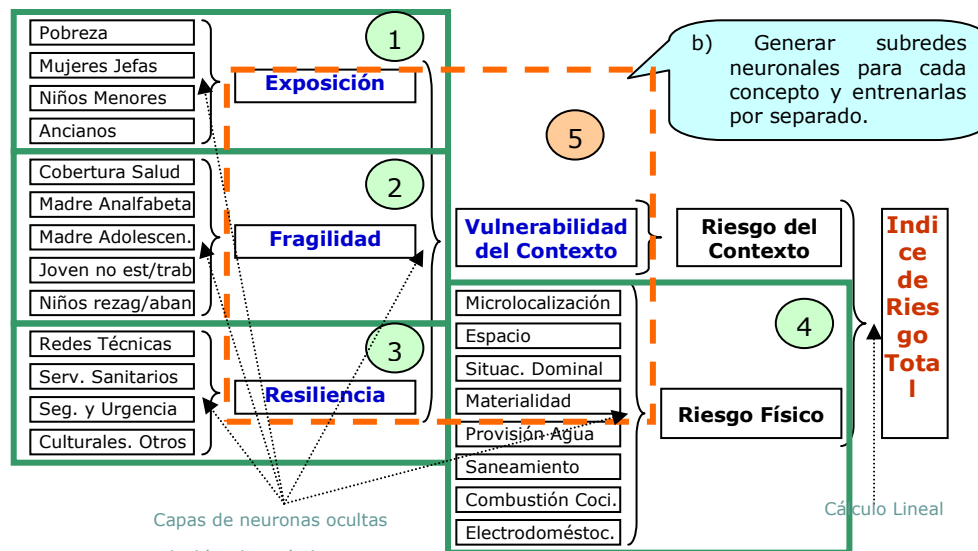 Pobreza
Mujeres Jefas
Niños Menores
Ancianos
1
Exposición
b) Generar subredes
neuronales para cada
concepto y entrenarlas
por separado.
5
Cobertura Salud
Madre Analfabeta
Madre Adolescen.
Joven no est/trab
Niños rezag/aban
2
Fragilidad
Vulnerabilidad
del Contexto
Riesgo del
Contexto
Indi
ce
de
Ries
go
Tota
l
Redes Técnicas
Serv. Sanitarios
Seg. y Urgencia
Culturales. Otros
3
Resiliencia
Microlocalización
Espacio
Situac. Dominal
Materialidad
Provisión Agua
Saneamiento
Combustión Coci.
Electrodoméstoc.
4
Riesgo Físico
Capas de neuronas ocultas
Cálculo Lineal